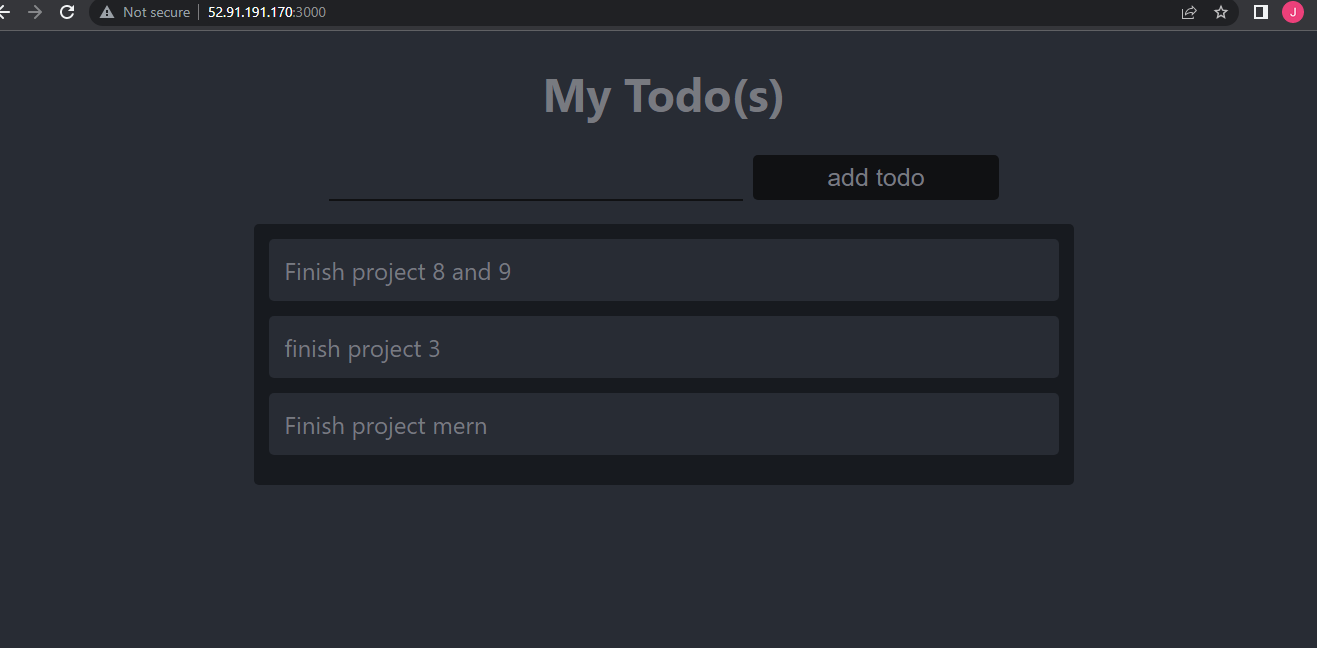 Not secure | 52.91.191.170:3000
J
My Todo(s)
add todo
Finish project 8 and 9
finish project 3
Finish project mern